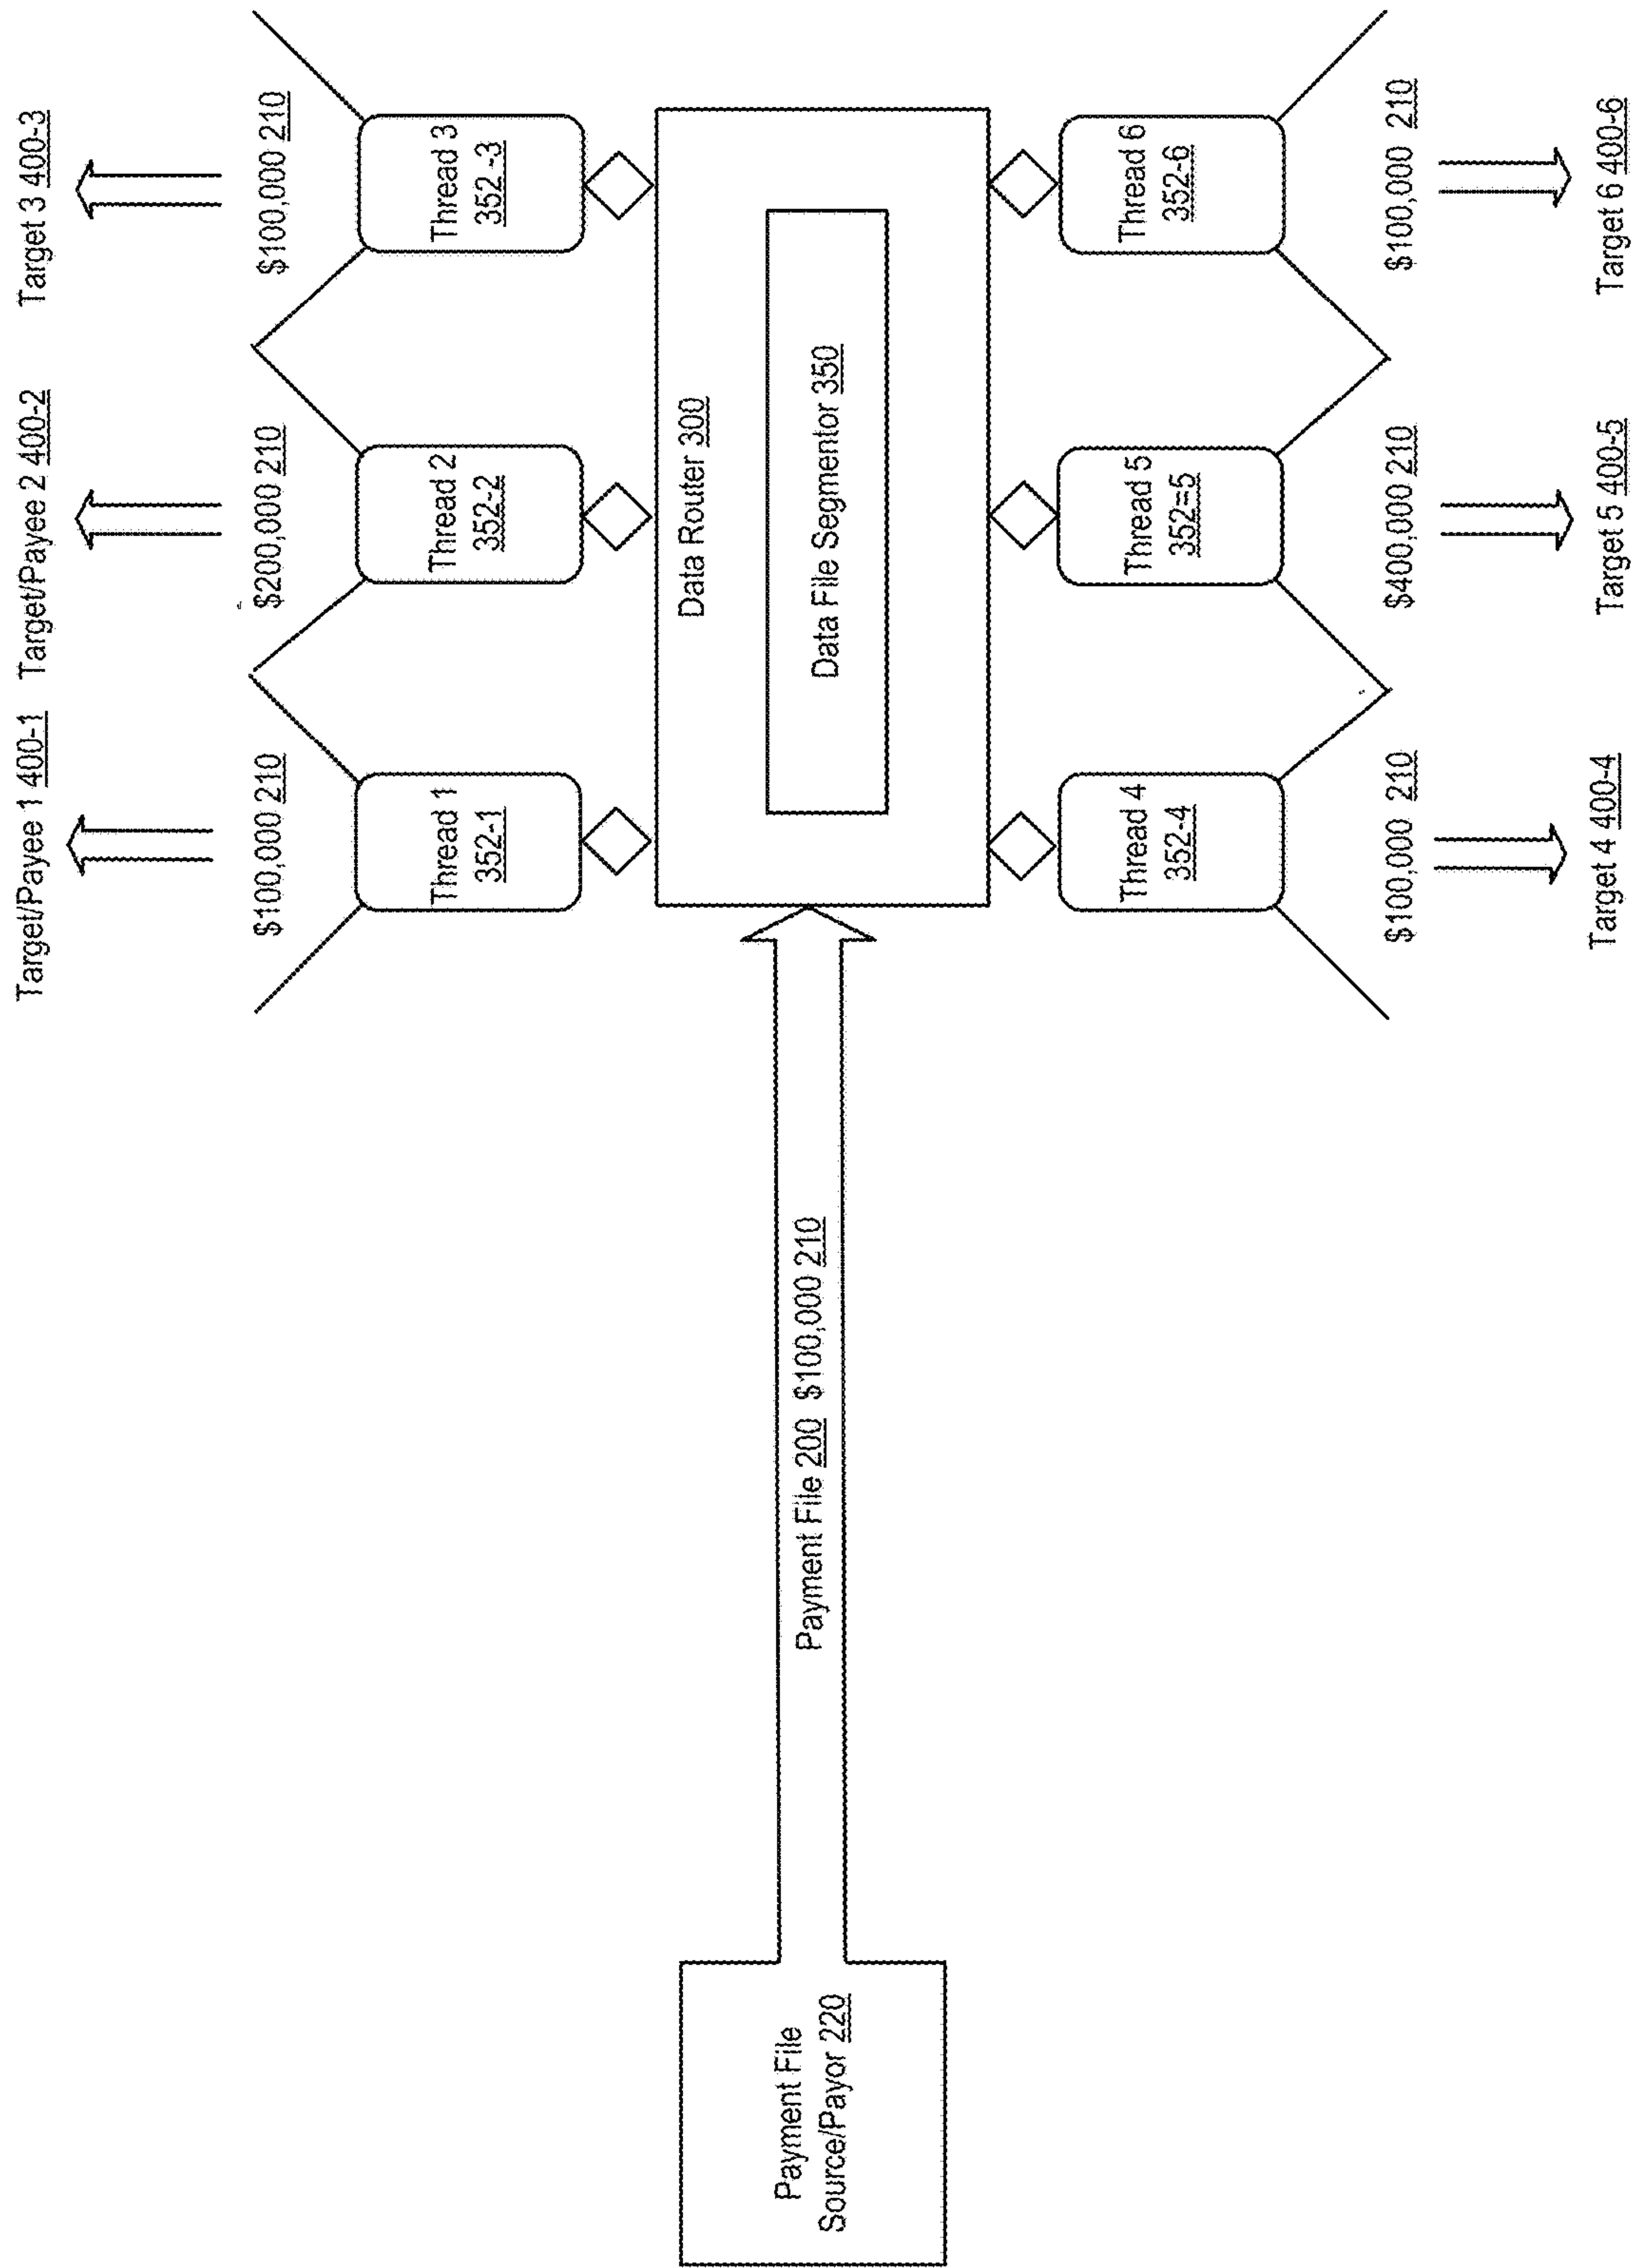 Target/Payee 1 400-1
Target/Payee 2 400-2
Target 3 400-3
$100,000 210
$200,000 210
$100,000 210
Thread 1
352-1
Thread 2
352-2
Thread 3
352-3
Data Router 300
Data File Segmentor 350
Payment File
Source/Payor 220
Payment File 200 $100,000 210
Thread 4
352-4
Thread 5
352=5
Thread 6
352-6
$100,000 210
$400,000 210
$100,000 210
Target 4 400-4
Target 5 400-5
Target 6 400-6